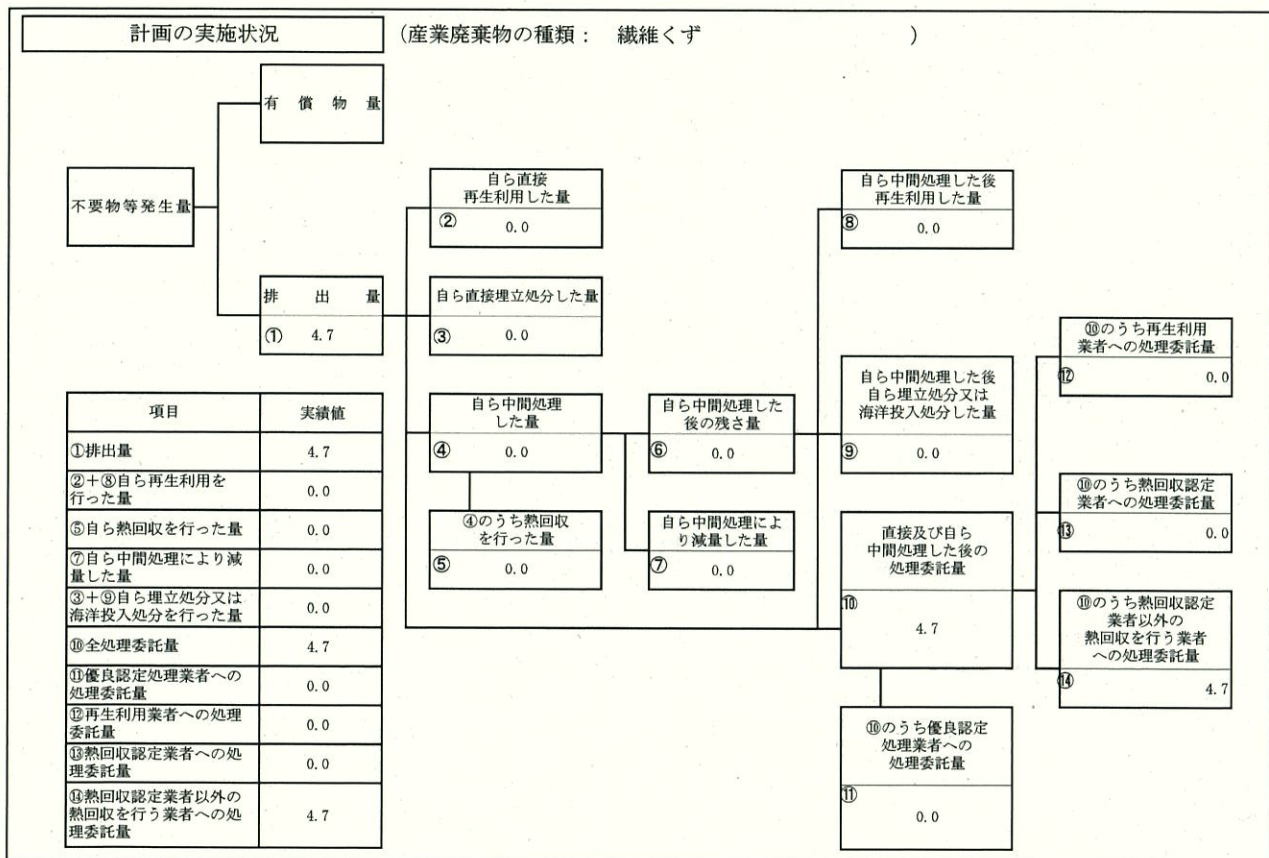 計画の実施状況
(産業廃棄物の種類： 繊維くず )
有償物量
不要物等発生量
排出量
① 4.7
自ら直接
再生利用した量
② 0.0
自ら直接埋立処分した量
③ 0.0
自ら中間処理
した量
④ 0.0
④のうち熱回収
を行った量
⑤ 0.0
自ら中間処理した
後の残さ量
⑥ 0.0
自ら中間処理によ
り減量した量
⑦ 0.0
自ら中間処理した後
再生利用した量
⑧ 0.0
自ら中間処理した後
自ら埋立処分又は
海洋投入処分した量
⑨ 0.0
直接及び自ら
中間処理した後の
処理委託量
⑩
4.7
⑩のうち優良認定
処理業者への
処理委託量
⑪
0.0
⑩のうち再生利用
業者への処理委託量
⑫ 0.0
⑩のうち熱回収認定
業者への処理委託量
⑬ 0.0
⑩のうち熱回収認定
業者以外の
熱回収を行う業者
への処理委託量
⑭ 4.7
項目 実績値
①排出量 4.7
②＋⑧自ら再生利用を
行った量 0.0
⑤自ら熱回収を行った量 0.0
⑦自ら中間処理により減
量した量 0.0
③＋⑨自ら埋立処分又は
海洋投入処分を行った量 0.0
⑩全処理委託量 4.7
⑪優良認定処理業者への
処理委託量 0.0
⑫再生利用業者への処理
委託量 0.0
⑬熱回収認定業者への処
理委託量 0.0
⑭熱回収認定業者以外の
熱回収を行う業者への処
理委託量 4.7